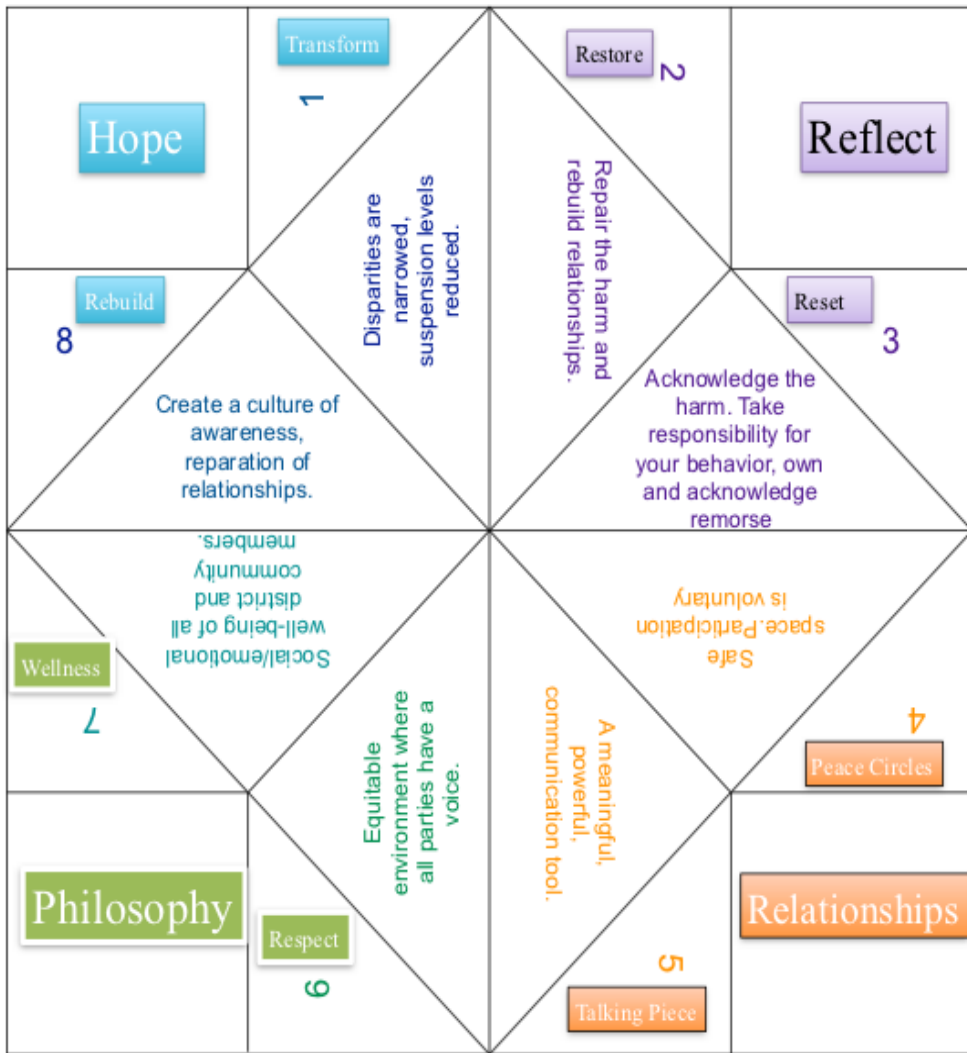 Transform
Restore
1
2
Hope
Reflect
Disparities are
narrowed,
suspension levels
reduced.
Repair the harm and
rebuild relationships.
Rebuild
8
Reset
3
Create a culture of
awareness,
reparation of
relationships.
Acknowledge the
harm. Take
responsibility for
your behavior, own
and acknowledge
remorse
Social/emotional
well-being of all
district and
community
members.
Safe
space.Participation
is voluntary
Wellness
7
4
Peace Circles
Equitable
environment where
all parties have a
voice.
A meaningful,
powerful,
communication tool.
Philosophy
Respect
6
5
Talking Piece
Relationships